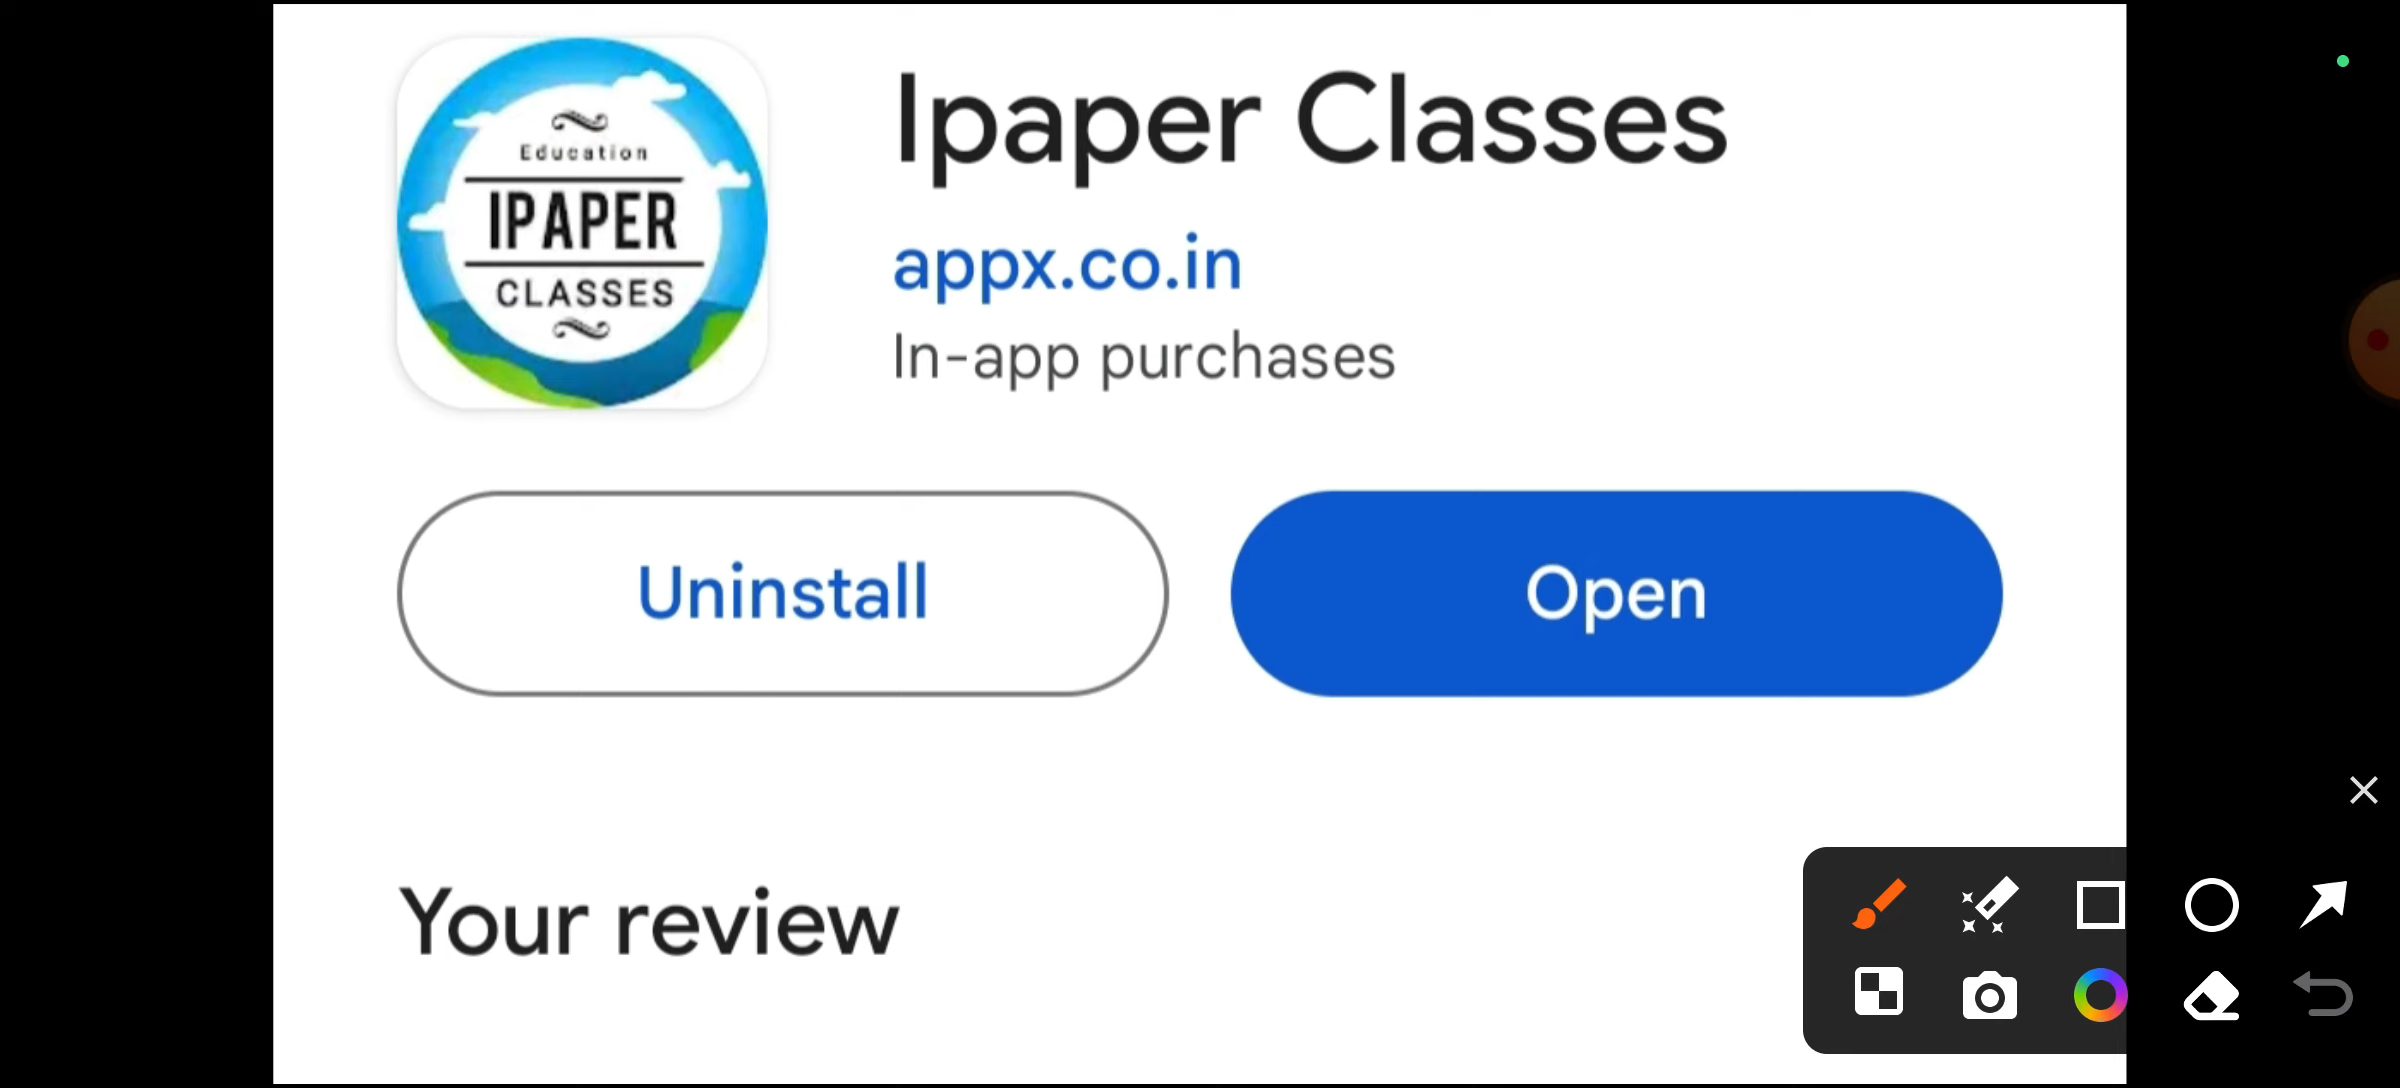 Education
IPAPER
CLASSES
Ipaper Classes
appx.co.in
In-app purchases
Uninstall
Open
Your review